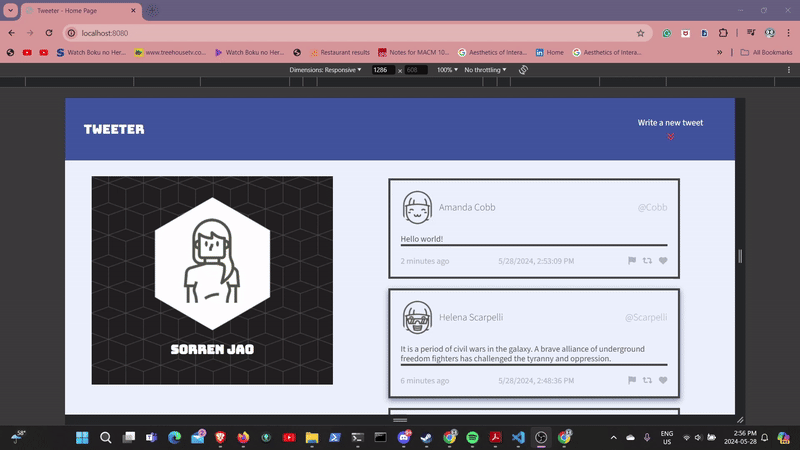 Tweeter - Home Page
localhost:8080
Watch Boku no Her...
www.treehousetv.co...
Watch Boku no Her...
Restaurant results
Notes for MACM 10...
Aesthetics of Intera...
Home
Aesthetics of Intera...
All Bookmarks
Dimensions: Responsive 1286 x 608 100% No throttling
TWEETER
Write a new tweet
SORREN JAO
Amanda Cobb @Cobb
Hello world!
2 minutes ago 5/28/2024, 2:53:09 PM
Helena Scarpelli @Scarpelli
It is a period of civil wars in the galaxy. A brave alliance of underground
freedom fighters has challenged the tyranny and oppression.
6 minutes ago 5/28/2024, 2:48:36 PM
58°
ENG
US
2:56 PM
2024-05-28